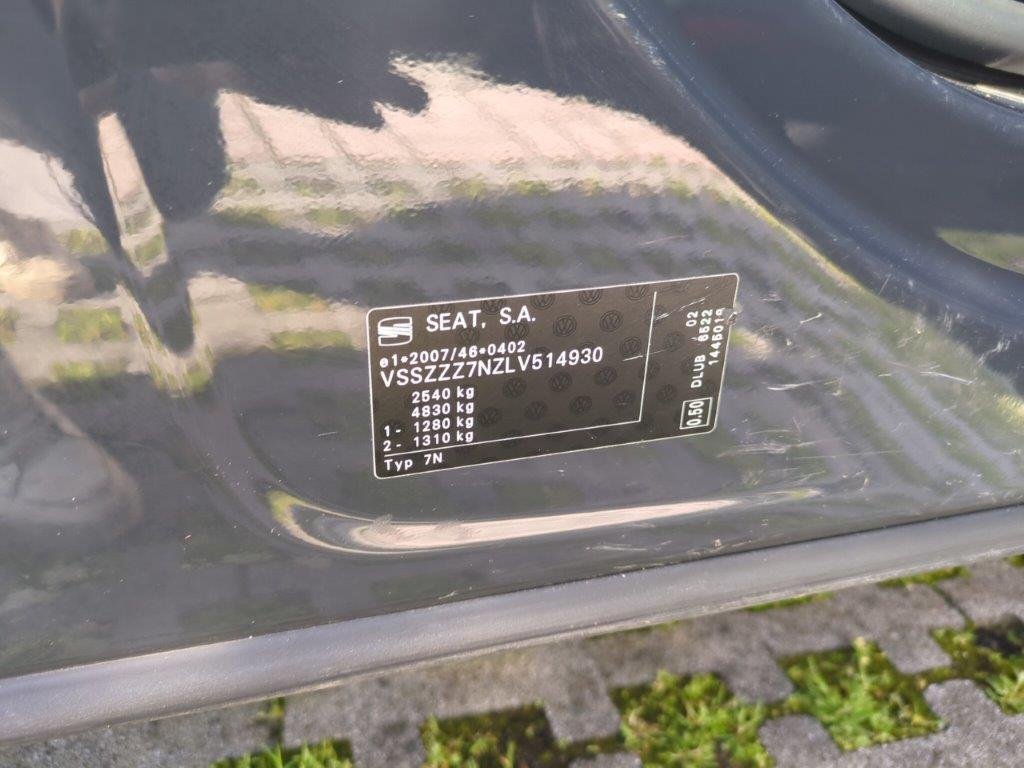 SEAT, S.A.
e1*2007/46*0402
VSSZZZ7NZLV514930
2540 kg
4830 kg
1- 1280 kg
2- 1310 kg
Typ 7N
0.50
DLUB 6522 02